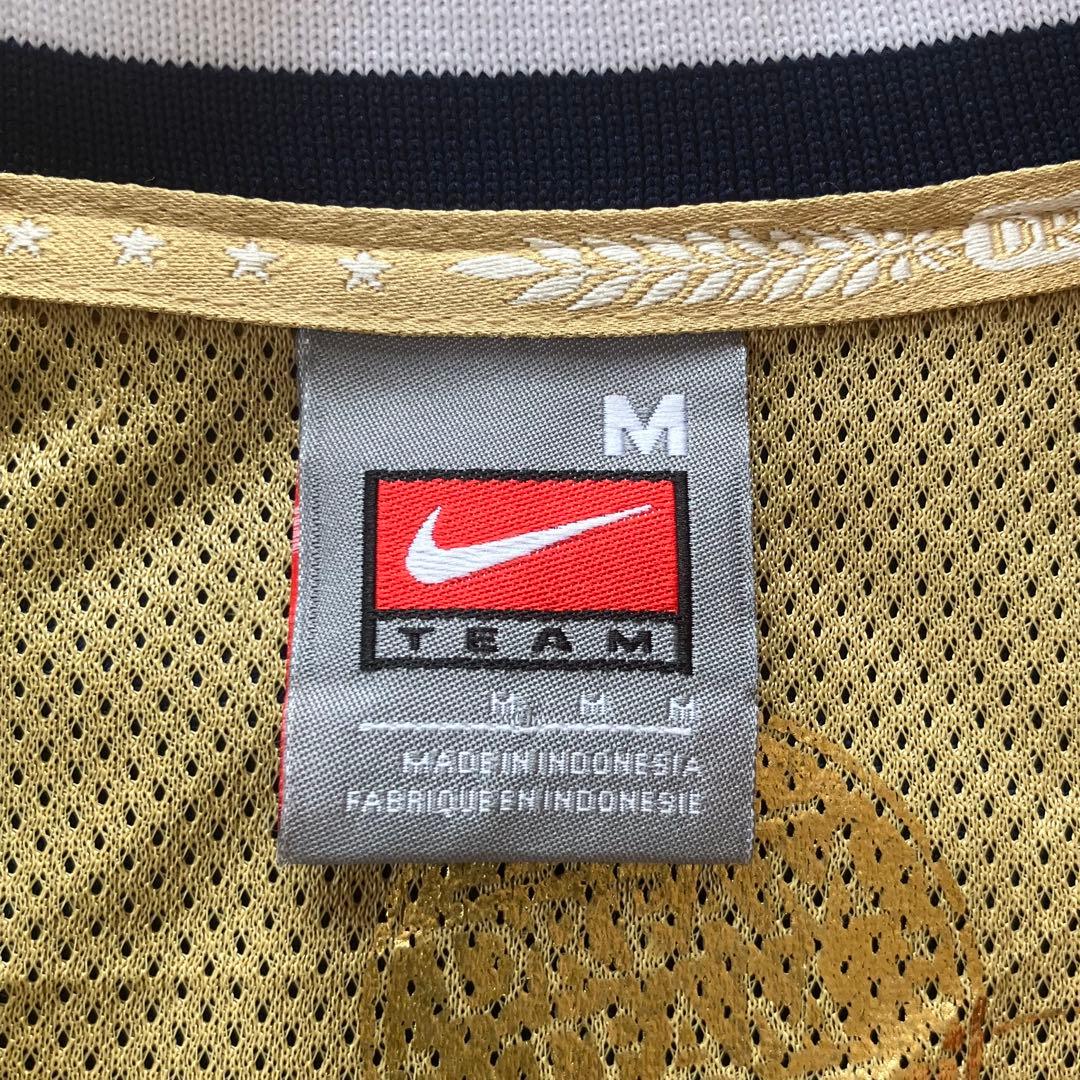 M
TEAM
M M M
MADE IN INDONESIA
FABRIQUE EN INDONESIE